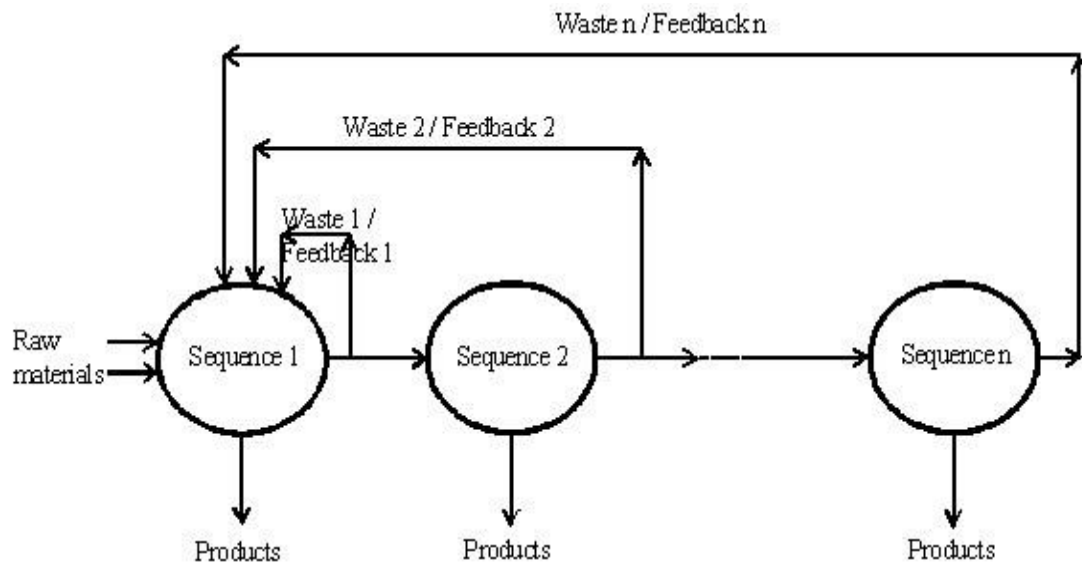 Waste n / Feedback n
Waste 2 / Feedback 2
Waste 1 /
Feedback 1
Raw
materials
Sequence 1
Sequence 2
Sequence n
Products
Products
Products